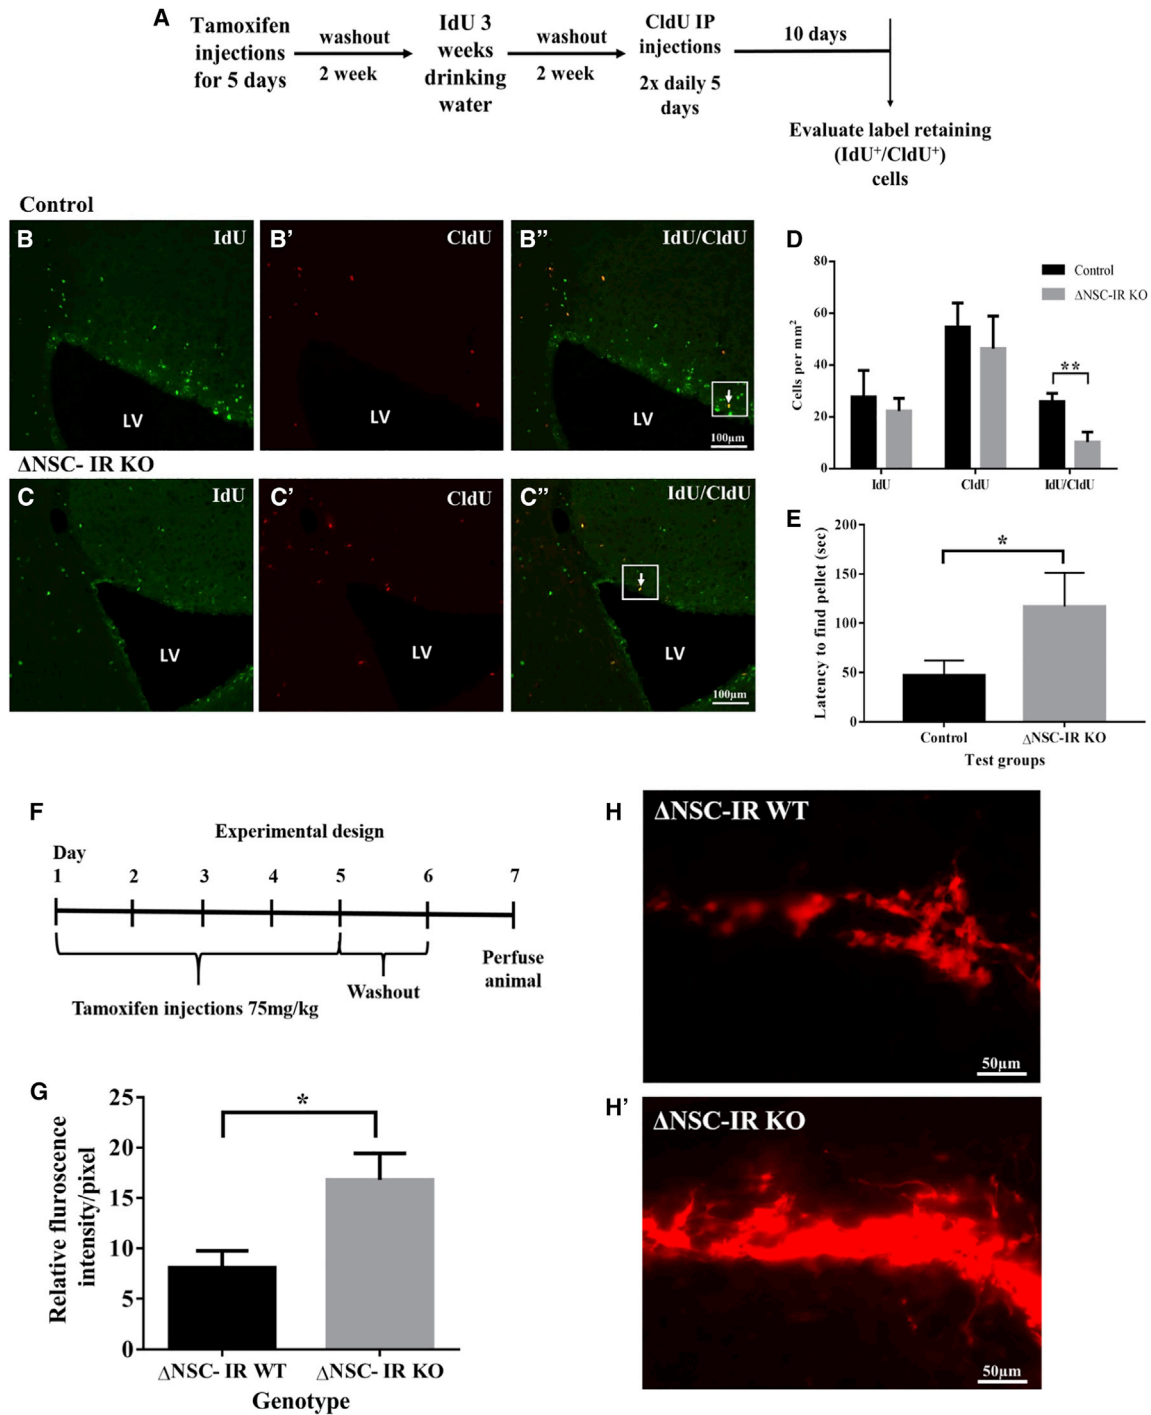 A
Tamoxifen
injections
for 5 days
washout
2 week
IdU 3
weeks
drinking
water
washout
2 week
CldU IP
injections
2x daily 5
days
10 days
Evaluate label retaining
(IdU+/CldU+)
cells
Control
B
IdU
LV
B’
CldU
LV
B”
IdU/CldU
100µm
ΔNSC- IR KO
C
IdU
LV
C’
CldU
LV
C”
IdU/CldU
LV
100µm
D
80
60
40
20
0
Cells per mm2
Control
ΔNSC-IR KO
**
IdU
CldU
IdU/CldU
E
200
150
100
50
0
Latency to find pellet (sec)
*
Control
ΔNSC-IR KO
Test groups
F
Experimental design
Day
1 2 3 4 5 6 7
Tamoxifen injections 75mg/kg
Washout
Perfuse
animal
G
25
20
15
10
5
0
Relative fluroscence
intensity/pixel
*
ΔNSC- IR WT
ΔNSC- IR KO
Genotype
H
ΔNSC-IR WT
50µm
H’
ΔNSC-IR KO
50µm